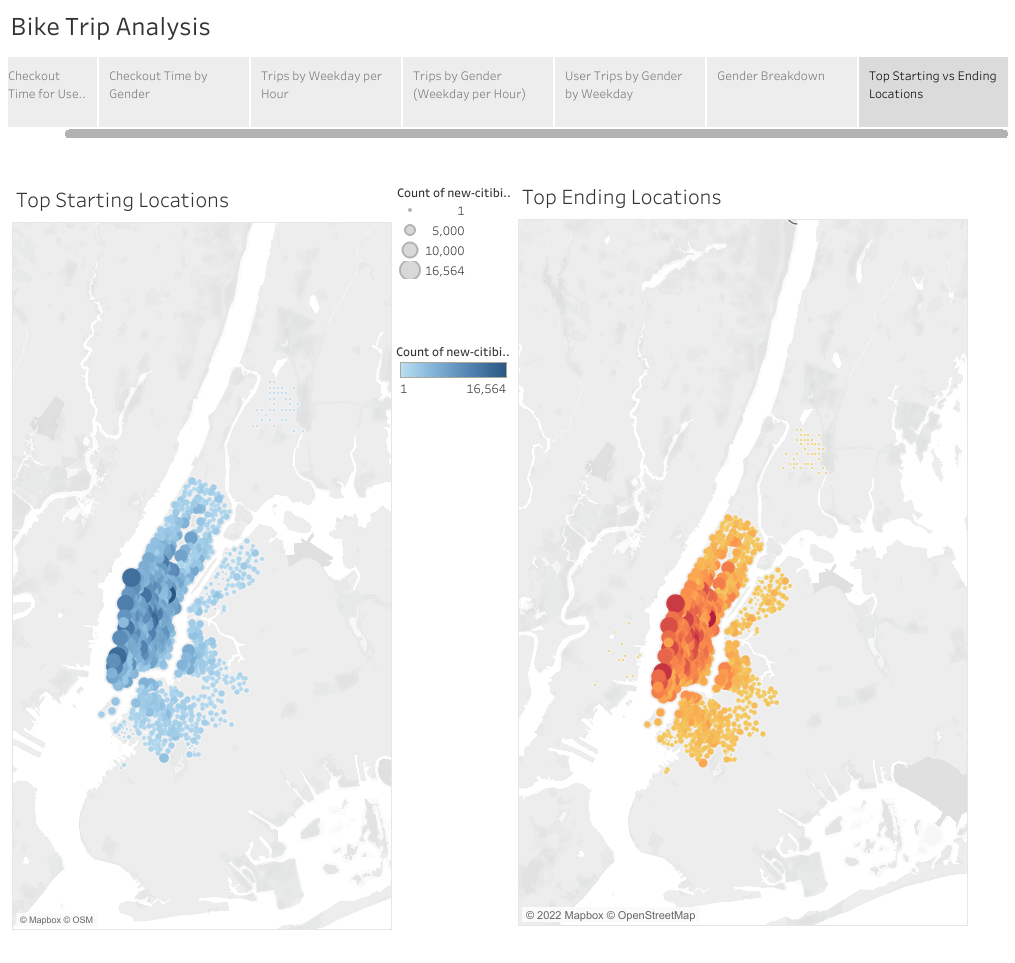 Bike Trip Analysis
Checkout
Time for Use..
Checkout Time by
Gender
Trips by Weekday per
Hour
Trips by Gender
(Weekday per Hour)
User Trips by Gender
by Weekday
Gender Breakdown
Top Starting vs Ending
Locations
Top Starting Locations
Count of new-citibi..
1
5,000
10,000
16,564
Count of new-citibi..
1 16,564
Top Ending Locations
© Mapbox © OSM
© 2022 Mapbox © OpenStreetMap